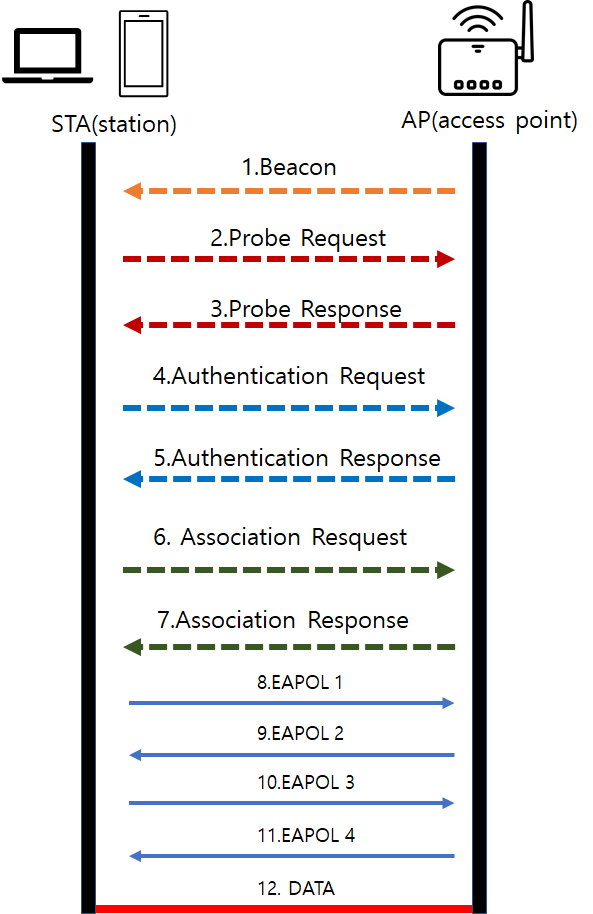 STA(station)
AP(access point)
1.Beacon
2.Probe Request
3.Probe Response
4.Authentication Request
5.Authentication Response
6. Association Resquest
7.Association Response
8.EAPOL 1
9.EAPOL 2
10.EAPOL 3
11.EAPOL 4
12. DATA